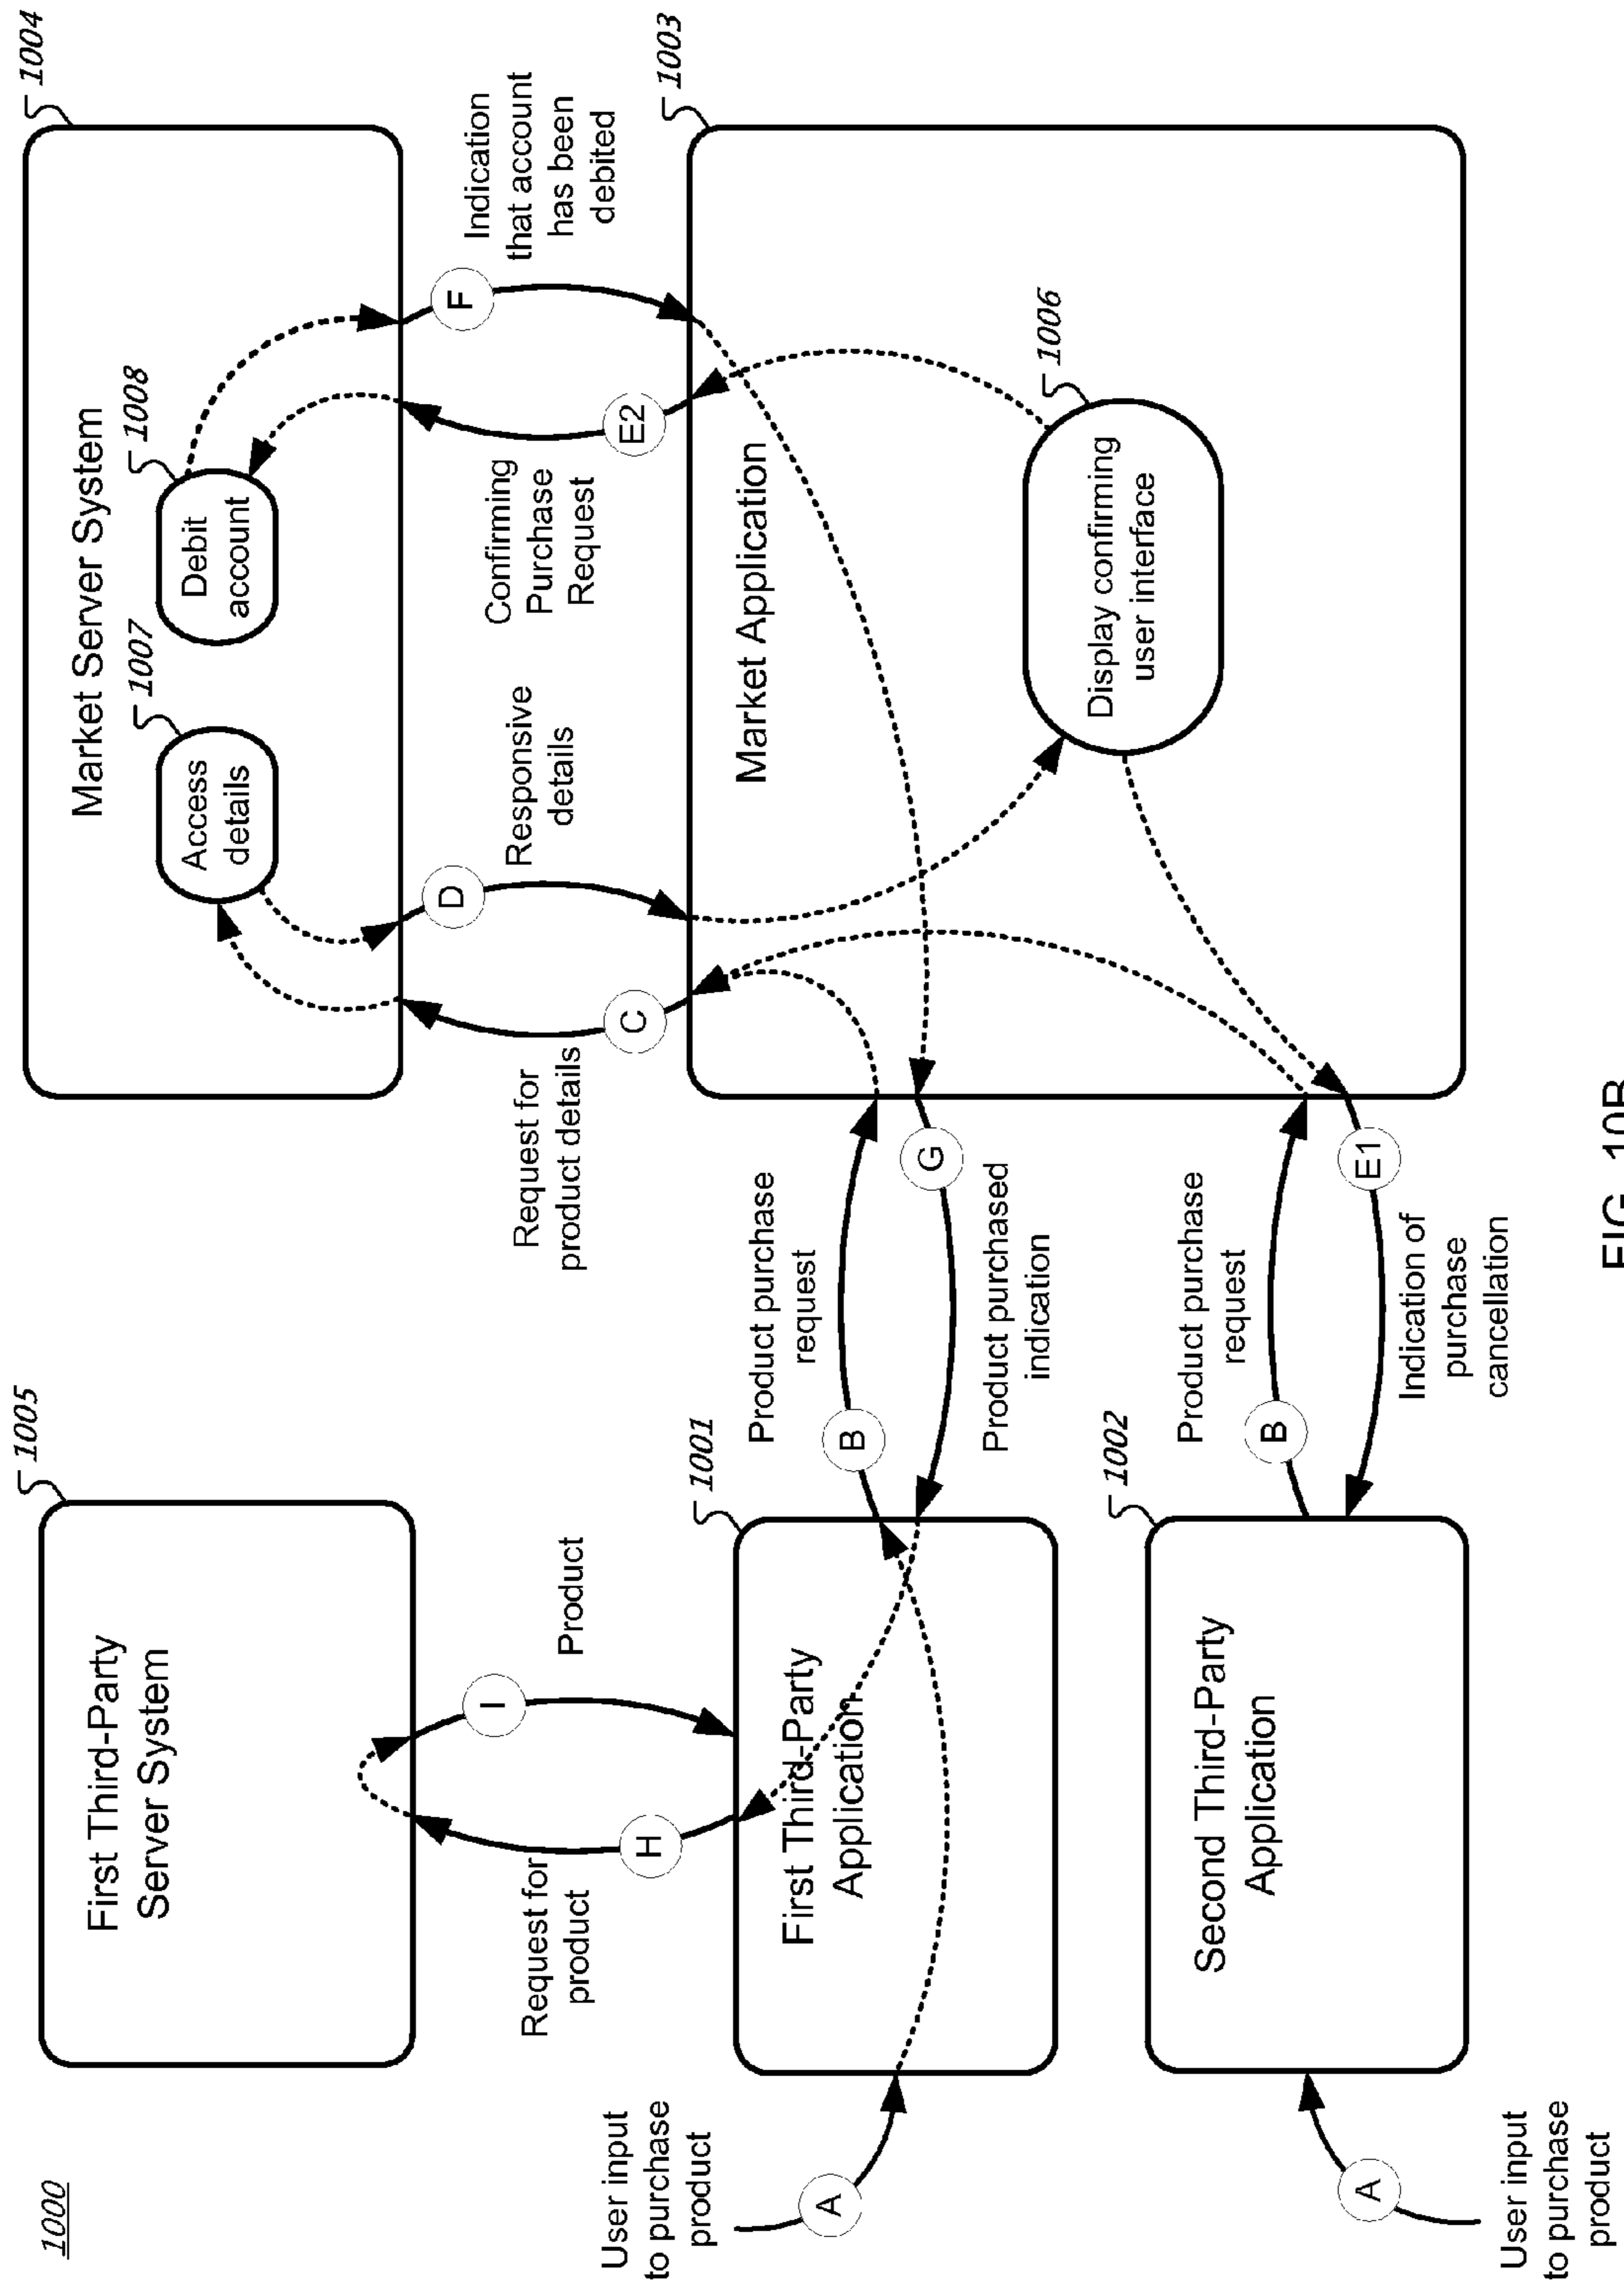 1000
First Third-Party
Server System
1005
Market Server System
1004
Access
details
1007
Debit
account
1008
Request for
product
H
I
Product
Request for
product details
C
D
Responsive
details
Confirming
Purchase
Request
E2
F
Indication
that account
has been
debited
User input
to purchase
product
A
First Third-Party
Application
1001
B
Product purchase
request
G
Product purchased
indication
Market Application
1003
Display confirming
user interface
1006
User input
to purchase
product
A
Second Third-Party
Application
1002
B
Product purchase
request
E1
Indication of
purchase
cancellation
FIG. 10B